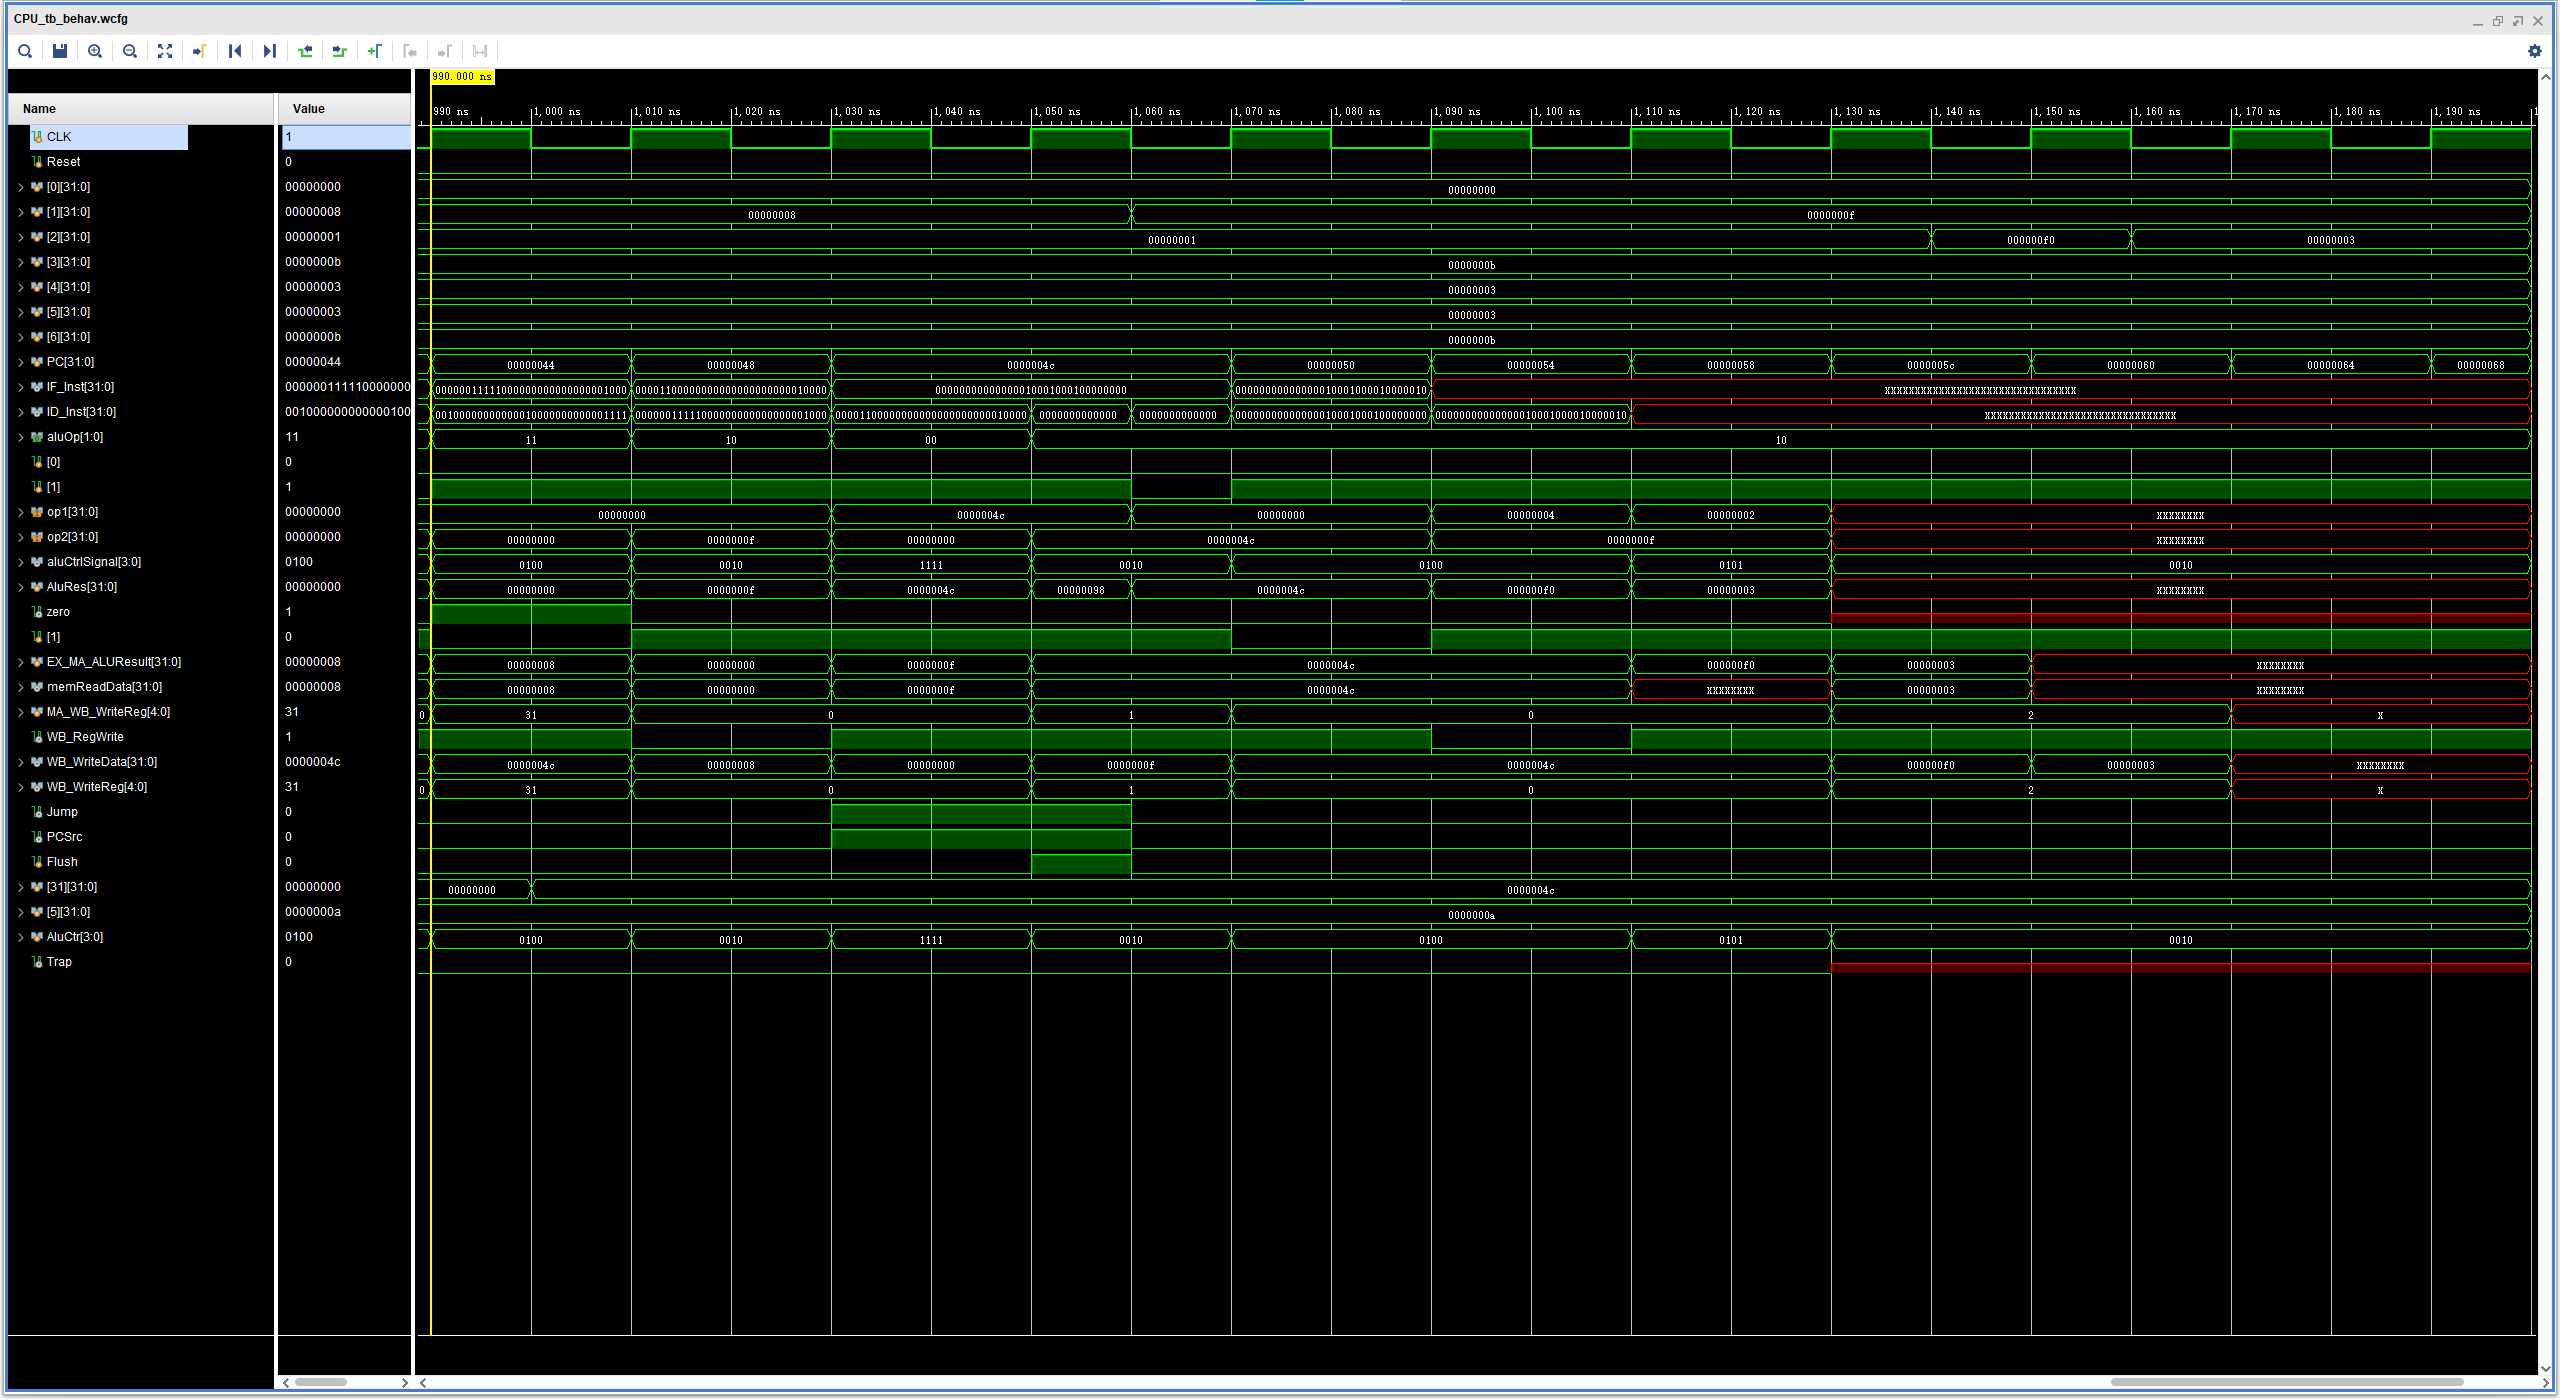 CPU_tb_behav.wcfg
990.000 ns
Name Value
990 ns 1,000 ns 1,010 ns 1,020 ns 1,030 ns 1,040 ns 1,050 ns 1,060 ns 1,070 ns 1,080 ns 1,090 ns 1,100 ns 1,110 ns 1,120 ns 1,130 ns 1,140 ns 1,150 ns 1,160 ns 1,170 ns 1,180 ns 1,190 ns
CLK 1
Reset 0
[0][31:0] 00000000 00000000
[1][31:0] 00000008 00000008 0000000f
[2][31:0] 00000001 00000001 000000f0 00000003
[3][31:0] 0000000b 0000000b
[4][31:0] 00000003 00000003
[5][31:0] 00000003 00000003
[6][31:0] 0000000b 0000000b
PC[31:0] 00000044 00000044 00000048 0000004c 00000050 00000054 00000058 0000005c 00000060 00000064 00000068
IF_Inst[31:0] 000000111110000000 00000011111000000000000000001000 00001100000000000000000000010000 00000000000000010001000100000000 00000000000000010001000010000010 XXXXXXXXXXXXXXXXXXXXXXXXXXXXXXXX
ID_Inst[31:0] 001000000000000100 00100000000000010000000000001111 00000011111000000000000000001000 00001100000000000000000000010000 0000000000000 0000000000000 00000000000000010001000100000000 00000000000000010001000010000010 XXXXXXXXXXXXXXXXXXXXXXXXXXXXXXXX
aluOp[1:0] 11 11 10 00 10
[0] 0
[1] 1
op1[31:0] 00000000 00000000 0000004c 00000000 00000004 00000002 XXXXXXXX
op2[31:0] 00000000 00000000 0000000f 00000000 0000004c 0000000f XXXXXXXX
aluCtrlSignal[3:0] 0100 0100 0010 1111 0010 0100 0101 0010
AluRes[31:0] 00000000 00000000 0000000f 0000004c 00000098 0000004c 000000f0 00000003 XXXXXXXX
zero 1
[1] 0
EX_MA_ALUResult[31:0] 00000008 00000008 00000000 0000000f 0000004c 000000f0 00000003 XXXXXXXX
memReadData[31:0] 00000008 00000008 00000000 0000000f 0000004c XXXXXXXX 00000003 XXXXXXXX
MA_WB_WriteReg[4:0] 31 0 31 0 1 0 2 X
WB_RegWrite 1
WB_WriteData[31:0] 0000004c 0000004c 00000008 00000000 0000000f 0000004c 000000f0 00000003 XXXXXXXX
WB_WriteReg[4:0] 31 0 31 0 1 0 2 X
Jump 0
PCSrc 0
Flush 0
[31][31:0] 00000000 00000000 0000004c
[5][31:0] 0000000a 0000000a
AluCtr[3:0] 0100 0100 0010 1111 0010 0100 0101 0010
Trap 0